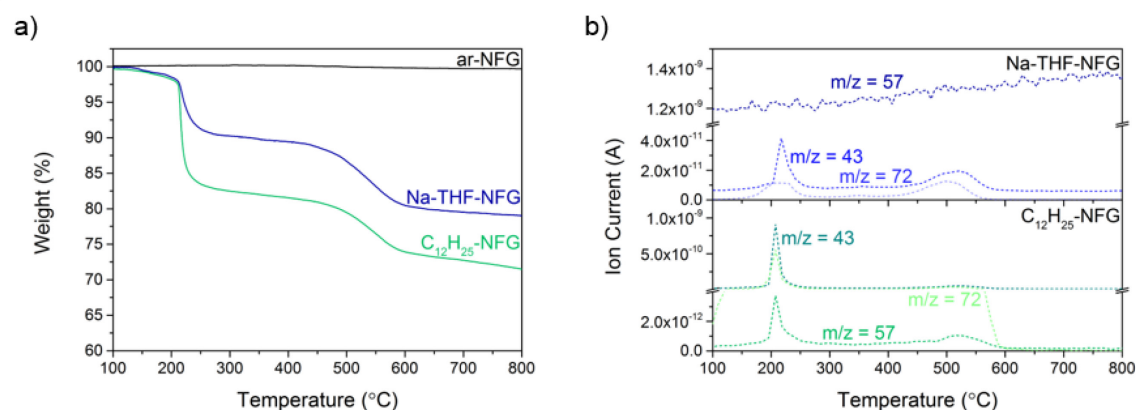 a)
ar-NFG
Na-THF-NFG
C₁₂H₂₅-NFG
100
95
90
85
80
75
70
65
60
Weight (%)
100 200 300 400 500 600 700 800
Temperature (°C)
b)
Na-THF-NFG
m/z = 57
m/z = 43
m/z = 72
1.4x10⁻⁹
1.2x10⁻⁹
4.0x10⁻¹¹
2.0x10⁻¹¹
0.0
C₁₂H₂₅-NFG
m/z = 43
m/z = 72
m/z = 57
1.0x10⁻⁹
5.0x10⁻¹⁰
2.0x10⁻¹²
0.0
Ion Current (A)
100 200 300 400 500 600 700 800
Temperature (°C)